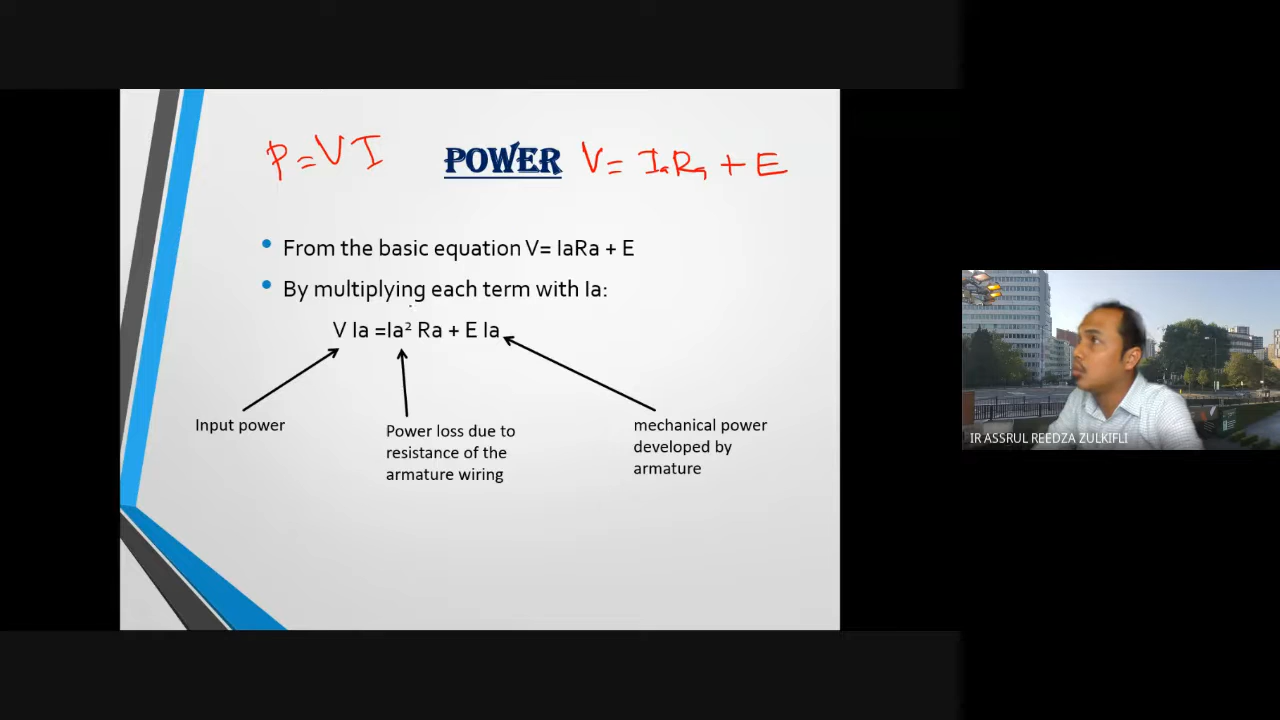 P=VI POWER V= IaRa + E
• From the basic equation V= IaRa + E
• By multiplying each term with Ia:
V Ia =Ia² Ra + E Ia
Input power
Power loss due to
resistance of the
armature wiring
mechanical power
developed by
armature
IR ASSRUL REEDZA ZULKIFLI